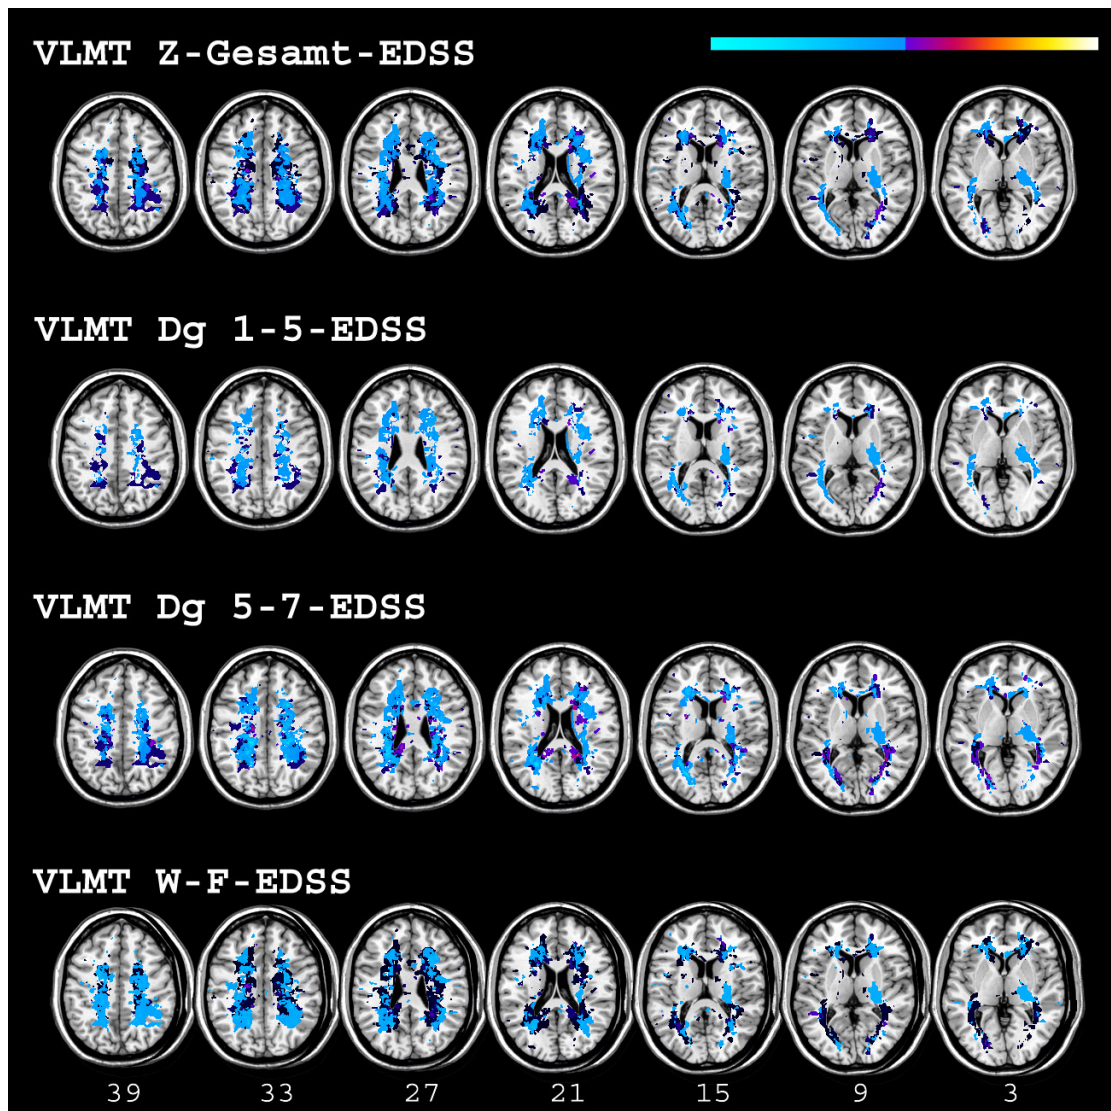 VLMT Z-Gesamt-EDSS
VLMT Dg 1-5-EDSS
VLMT Dg 5-7-EDSS
VLMT W-F-EDSS
39 33 27 21 15 9 3